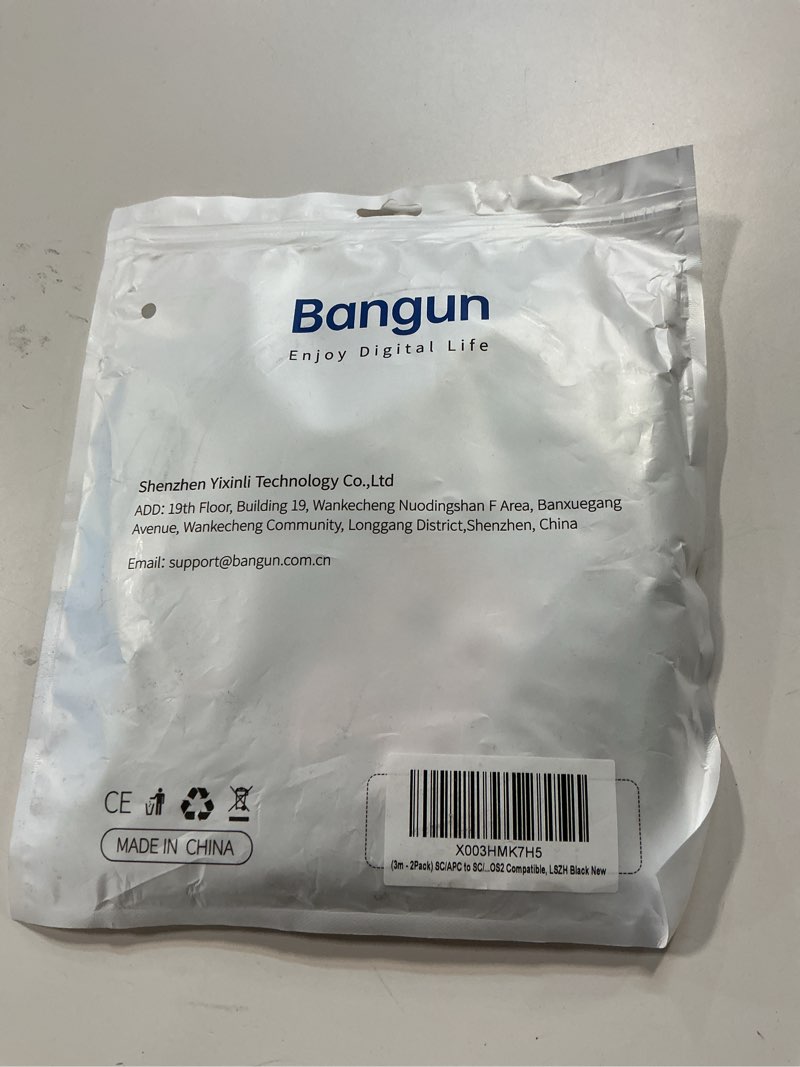 Bangun
Enjoy Digital Life
Shenzhen Yixinli Technology Co.,Ltd
ADD: 19th Floor, Building 19, Wankecheng Nuodingshan F Area, Banxuegang
Avenue, Wankecheng Community, Longgang District,Shenzhen, China
Email: support@bangun.com.cn
CE
MADE IN CHINA
X003HMK7H5
(3m - 2Pack) SC/APC to SC/...OS2 Compatible, LSZH Black New